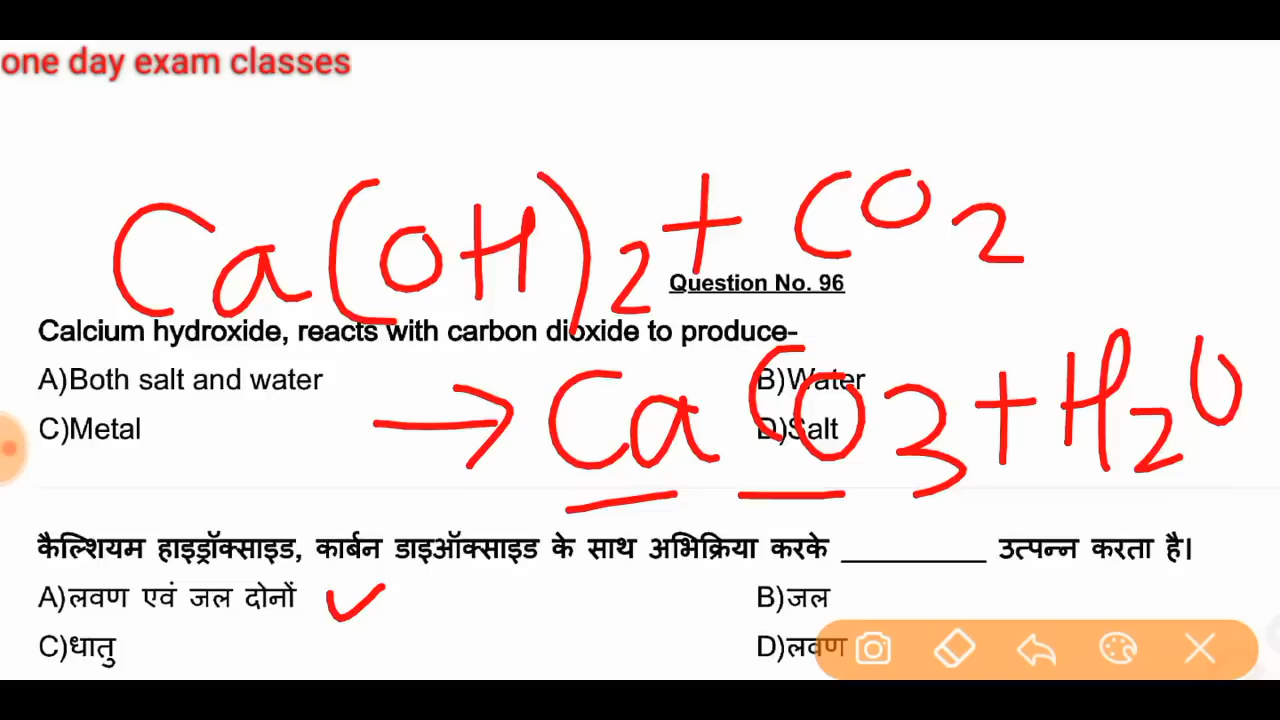 one day exam classes
Ca(OH)2 + CO2
Question No. 96
Calcium hydroxide, reacts with carbon dioxide to produce-
A)Both salt and water B)Water
C)Metal D)Salt
→ CaCO3 + H2O
कैल्शियम हाइड्रॉक्साइड, कार्बन डाइऑक्साइड के साथ अभिक्रिया करके __________ उत्पन्न करता है।
A)लवण एवं जल दोनों ✓ B)जल
C)धातु D)लवण